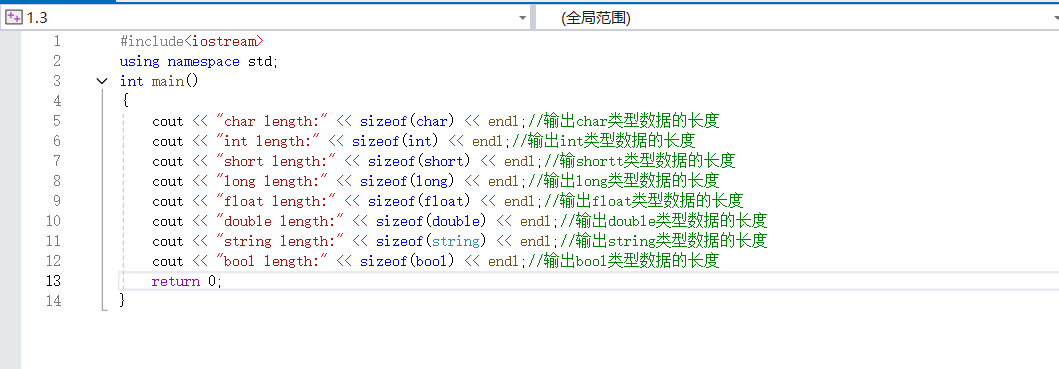 1.3 (全局范围)
1 #include<iostream>
2 using namespace std;
3 int main()
4 {
5 cout << "char length:" << sizeof(char) << endl;//输出char类型数据的长度
6 cout << "int length:" << sizeof(int) << endl;//输出int类型数据的长度
7 cout << "short length:" << sizeof(short) << endl;//输shortt类型数据的长度
8 cout << "long length:" << sizeof(long) << endl;//输出long类型数据的长度
9 cout << "float length:" << sizeof(float) << endl;//输出float类型数据的长度
10 cout << "double length:" << sizeof(double) << endl;//输出double类型数据的长度
11 cout << "string length:" << sizeof(string) << endl;//输出string类型数据的长度
12 cout << "bool length:" << sizeof(bool) << endl;//输出bool类型数据的长度
13 return 0;
14 }